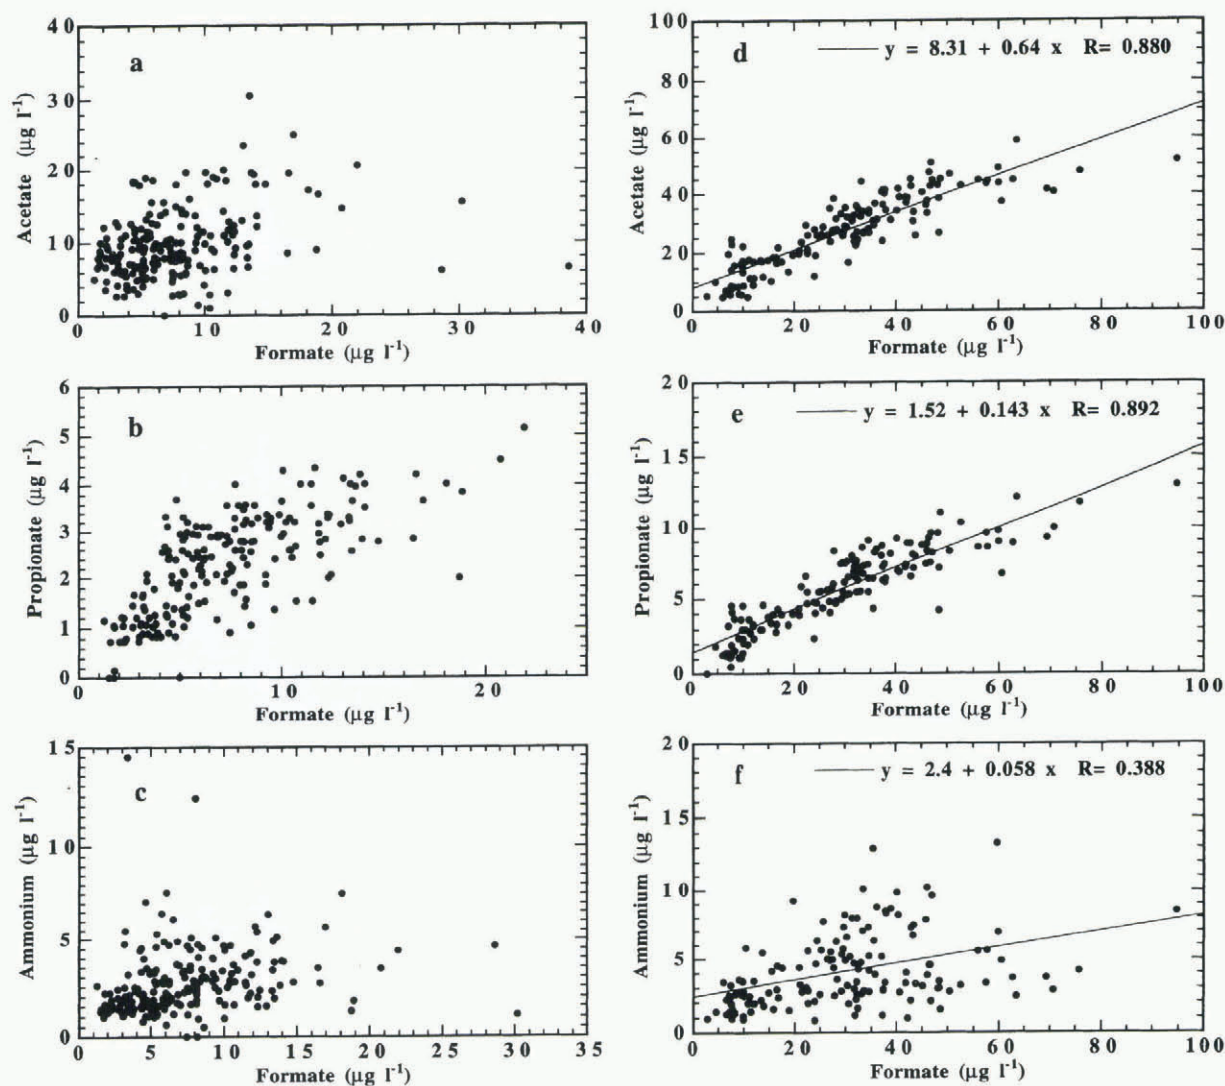 a
40
30
20
10
0
Acetate (µg l⁻¹)
0 10 20 30 40
Formate (µg l⁻¹)
d
y = 8.31 + 0.64 x R= 0.880
100
80
60
40
20
0
Acetate (µg l⁻¹)
0 20 40 60 80 100
Formate (µg l⁻¹)
b
6
5
4
3
2
1
0
Propionate (µg l⁻¹)
0 10 20
Formate (µg l⁻¹)
e
y = 1.52 + 0.143 x R= 0.892
20
15
10
5
0
Propionate (µg l⁻¹)
0 20 40 60 80 100
Formate (µg l⁻¹)
c
15
10
5
0
Ammonium (µg l⁻¹)
0 5 10 15 20 25 30 35
Formate (µg l⁻¹)
f
y = 2.4 + 0.058 x R= 0.388
20
15
10
5
0
Ammonium (µg l⁻¹)
0 20 40 60 80 100
Formate (µg l⁻¹)